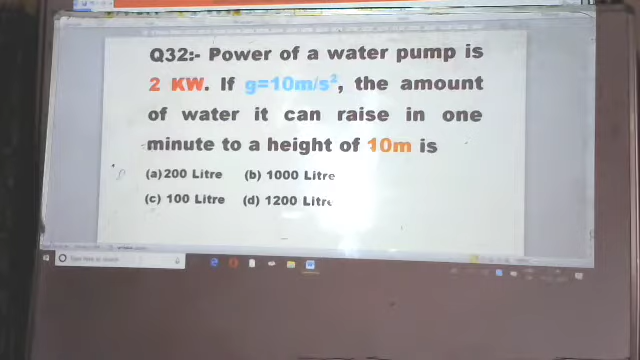 Q32:- Power of a water pump is
2 KW. If g=10m/s², the amount
of water it can raise in one
minute to a height of 10m is
(a)200 Litre (b) 1000 Litre
(c) 100 Litre (d) 1200 Litre